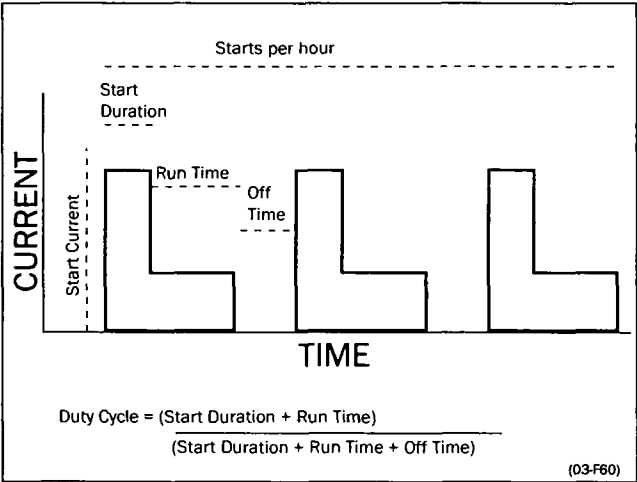 Starts per hour
Start
Duration
Run Time
Off
Time
Start Current
CURRENT
TIME
Duty Cycle = (Start Duration + Run Time)
(Start Duration + Run Time + Off Time)
(03-F60)